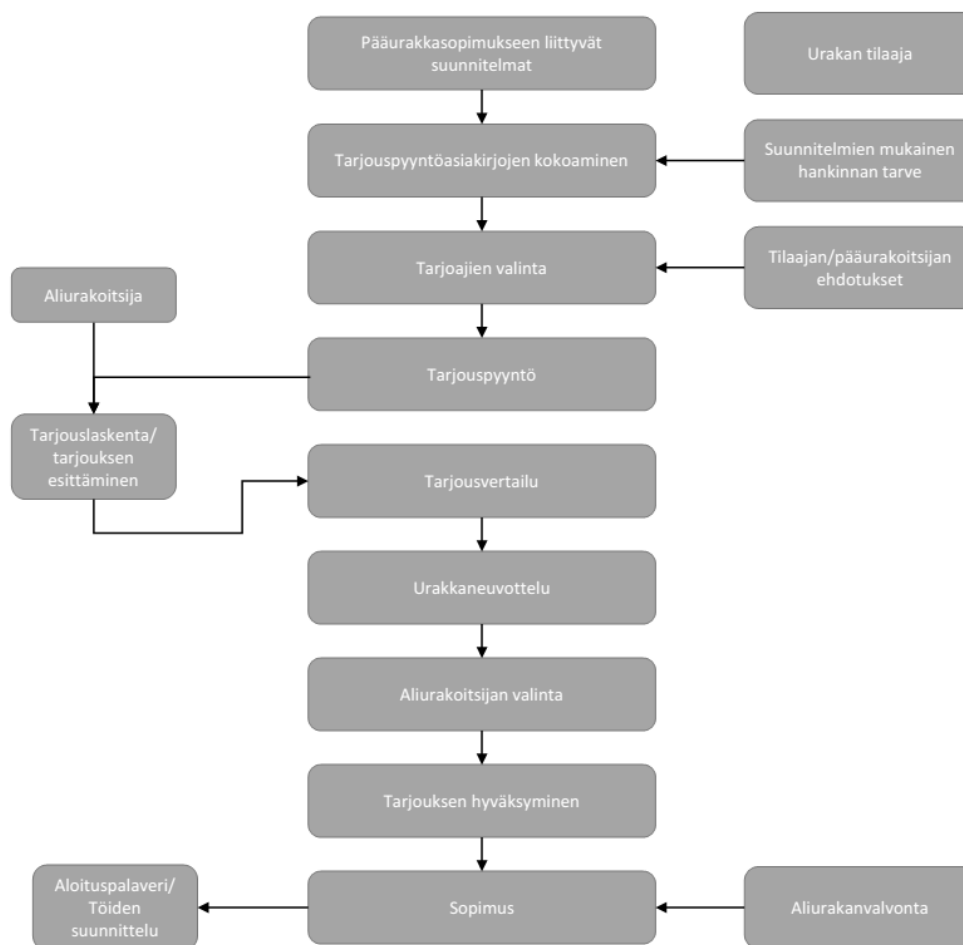 Pääurakkasopimukseen liittyvät
suunnitelmat
Urakan tilaaja
Tarjouspyyntöasiakirjojen kokoaminen
Suunnitelmien mukainen
hankinnan tarve
Tarjoajien valinta
Tilaajan/pääurakoitsijan
ehdotukset
Aliurakoitsija
Tarjouspyyntö
Tarjouslaskenta/
tarjouksen
esittäminen
Tarjousvertailu
Urakkaneuvottelu
Aliurakoitsijan valinta
Tarjouksen hyväksyminen
Aloituspalaveri/
Töiden
suunnittelu
Sopimus
Aliurakanvalvonta